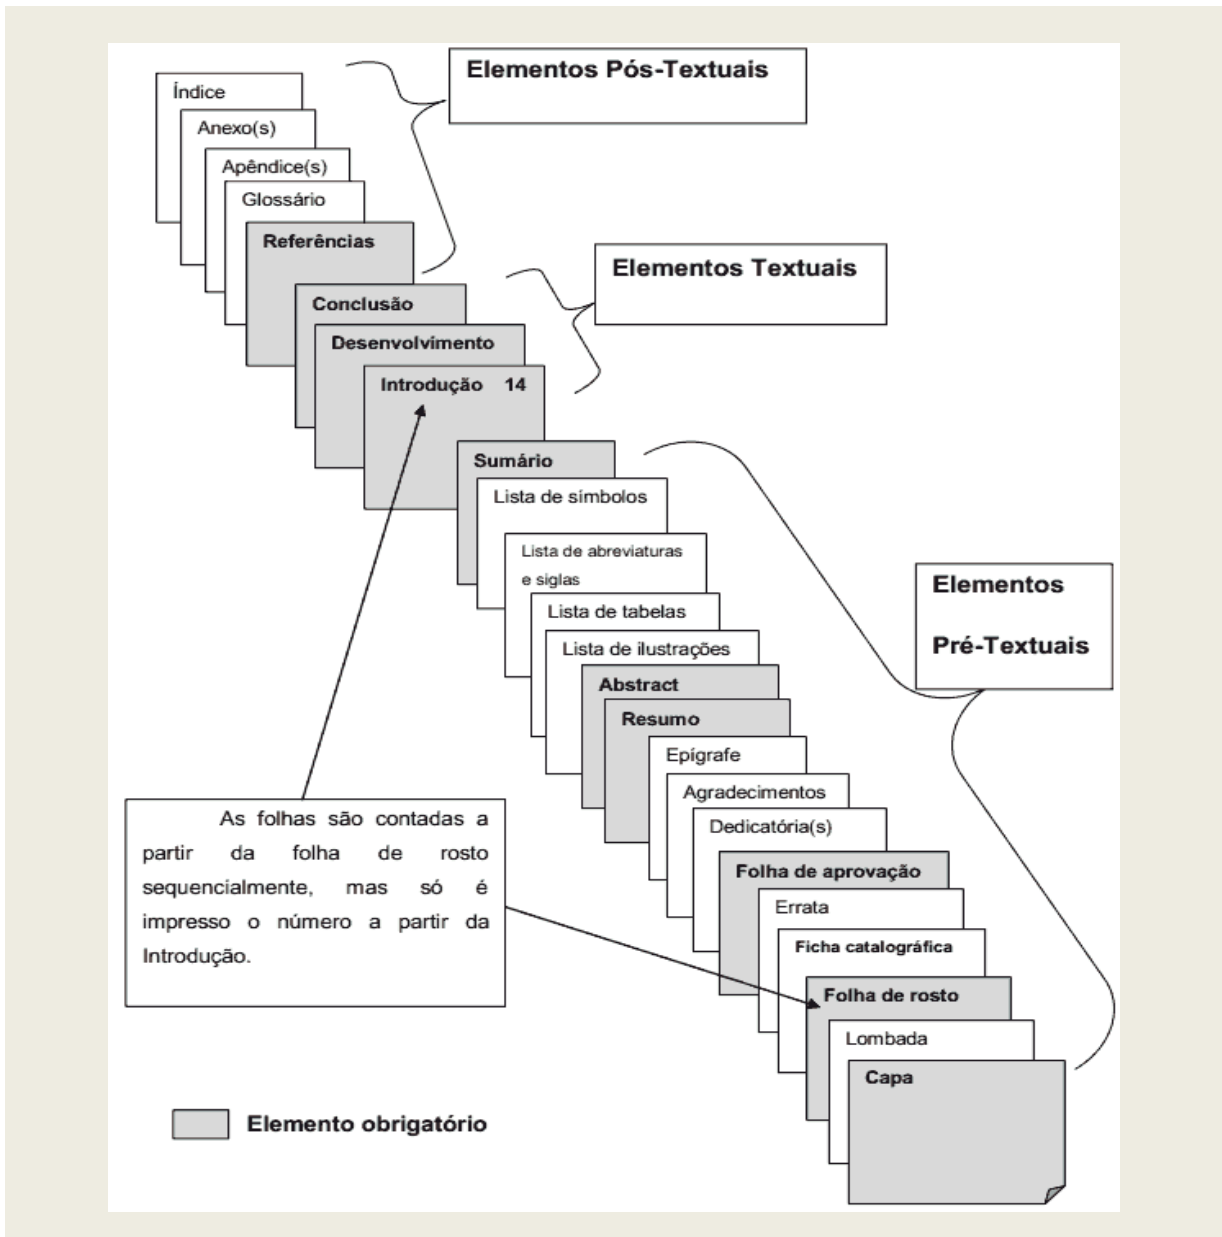 Elementos Pós-Textuais
Índice
Anexo(s)
Apêndice(s)
Glossário
Referências
Elementos Textuais
Conclusão
Desenvolvimento
Introdução 14
Sumário
Lista de símbolos
Lista de abreviaturas
e siglas
Lista de tabelas
Lista de ilustrações
Elementos
Pré-Textuais
Abstract
Resumo
Epígrafe
Agradecimentos
Dedicatória(s)
Folha de aprovação
Errata
Ficha catalográfica
Folha de rosto
Lombada
Capa
As folhas são contadas a
partir da folha de rosto
sequencialmente, mas só é
impresso o número a partir da
Introdução.
Elemento obrigatório